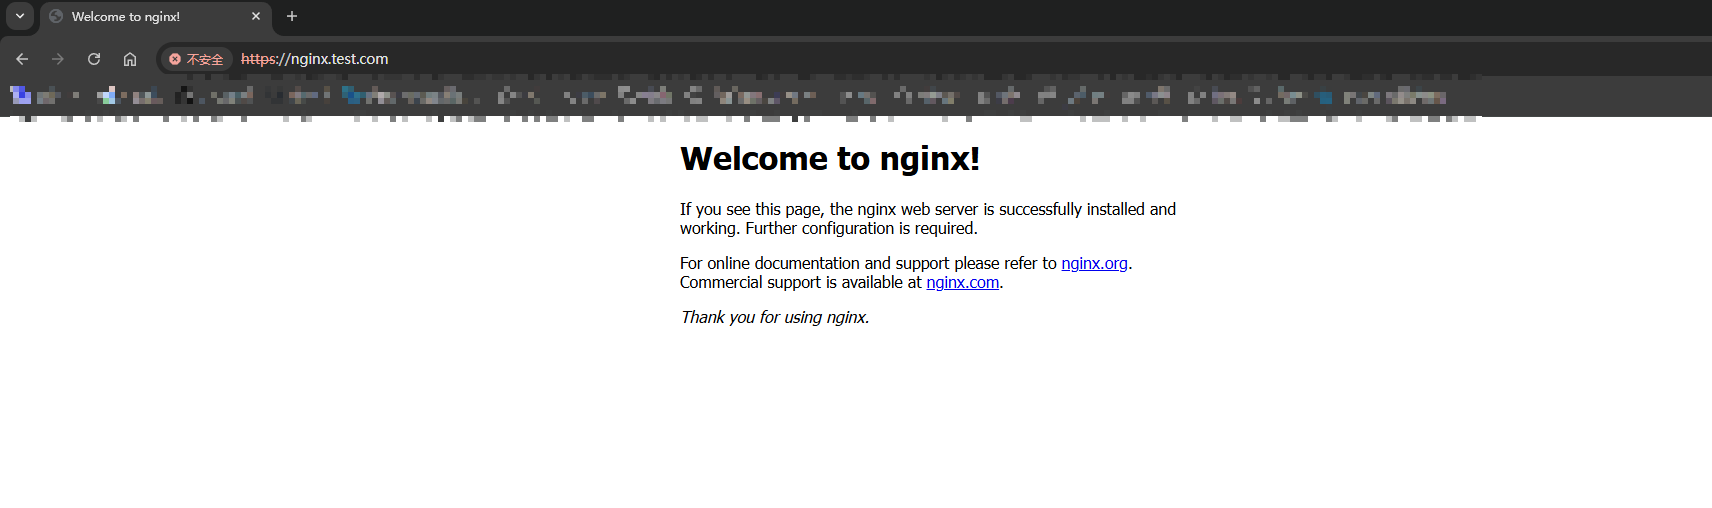 Welcome to nginx!
不安全 https://nginx.test.com
Welcome to nginx!
If you see this page, the nginx web server is successfully installed and
working. Further configuration is required.
For online documentation and support please refer to nginx.org.
Commercial support is available at nginx.com.
Thank you for using nginx.